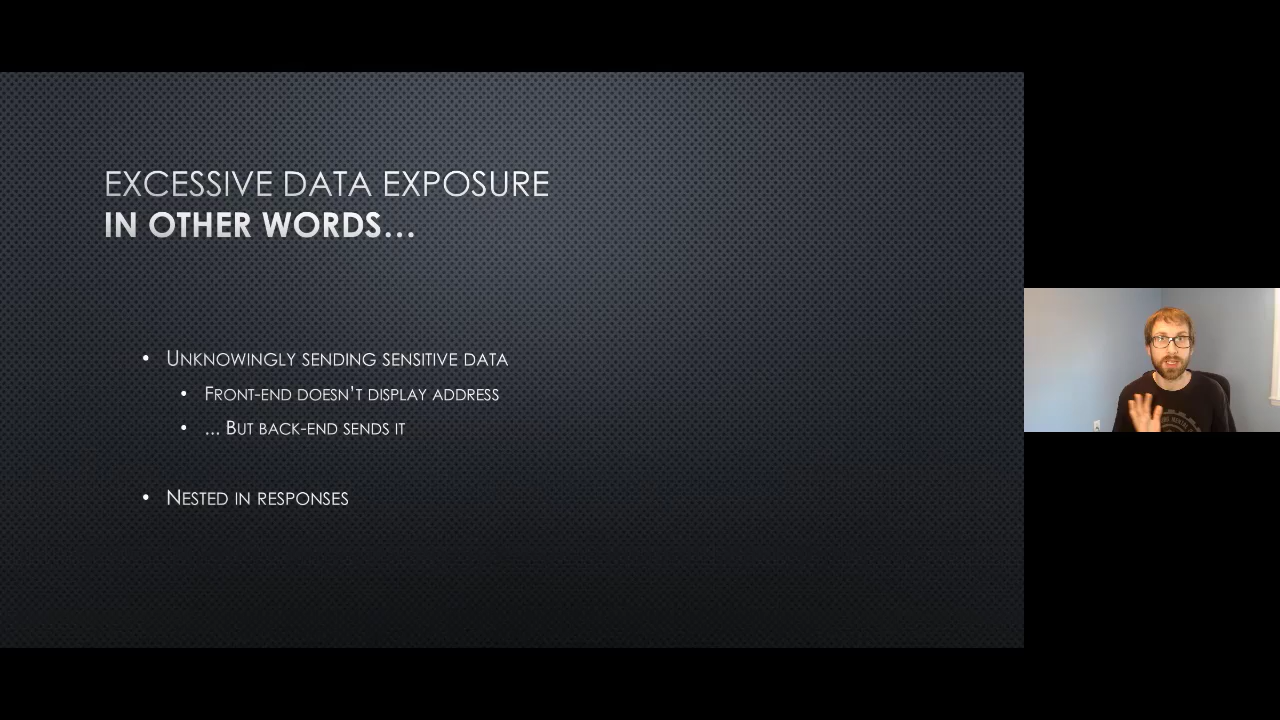 EXCESSIVE DATA EXPOSURE
IN OTHER WORDS…
• UNKNOWINGLY SENDING SENSITIVE DATA
• FRONT-END DOESN'T DISPLAY ADDRESS
• … BUT BACK-END SENDS IT
• NESTED IN RESPONSES